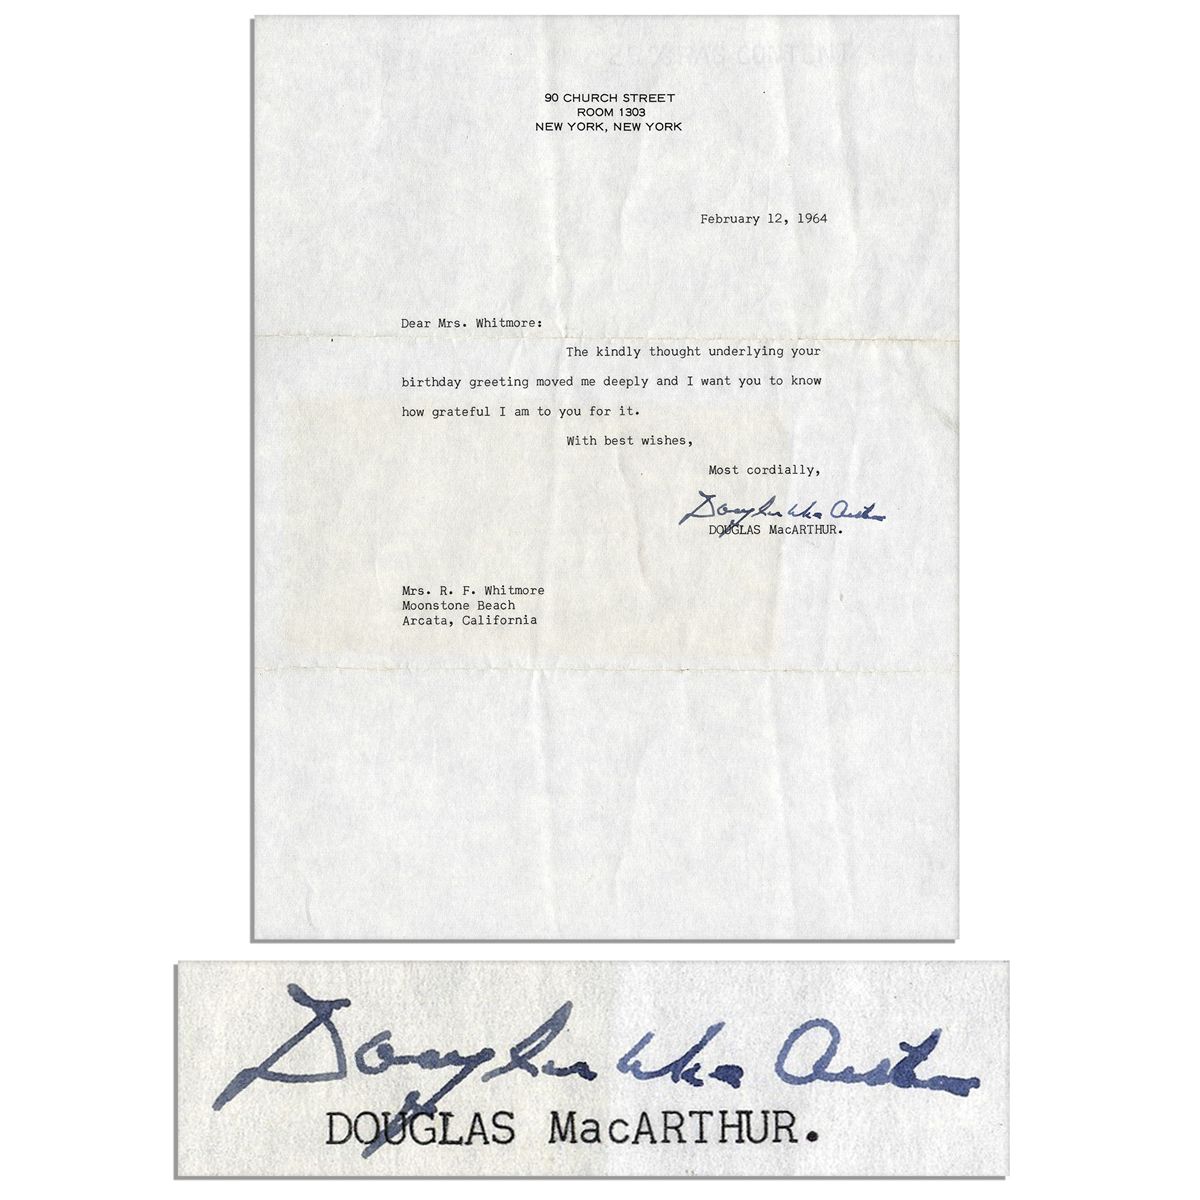 90 CHURCH STREET
ROOM 1303
NEW YORK, NEW YORK
February 12, 1964
Dear Mrs. Whitmore:
The kindly thought underlying your
birthday greeting moved me deeply and I want you to know
how grateful I am to you for it.
With best wishes,
Most cordially,
Douglas MacArthur
DOUGLAS MacARTHUR.
Mrs. R. F. Whitmore
Moonstone Beach
Arcata, California
Douglas MacArthur
DOUGLAS MacARTHUR.